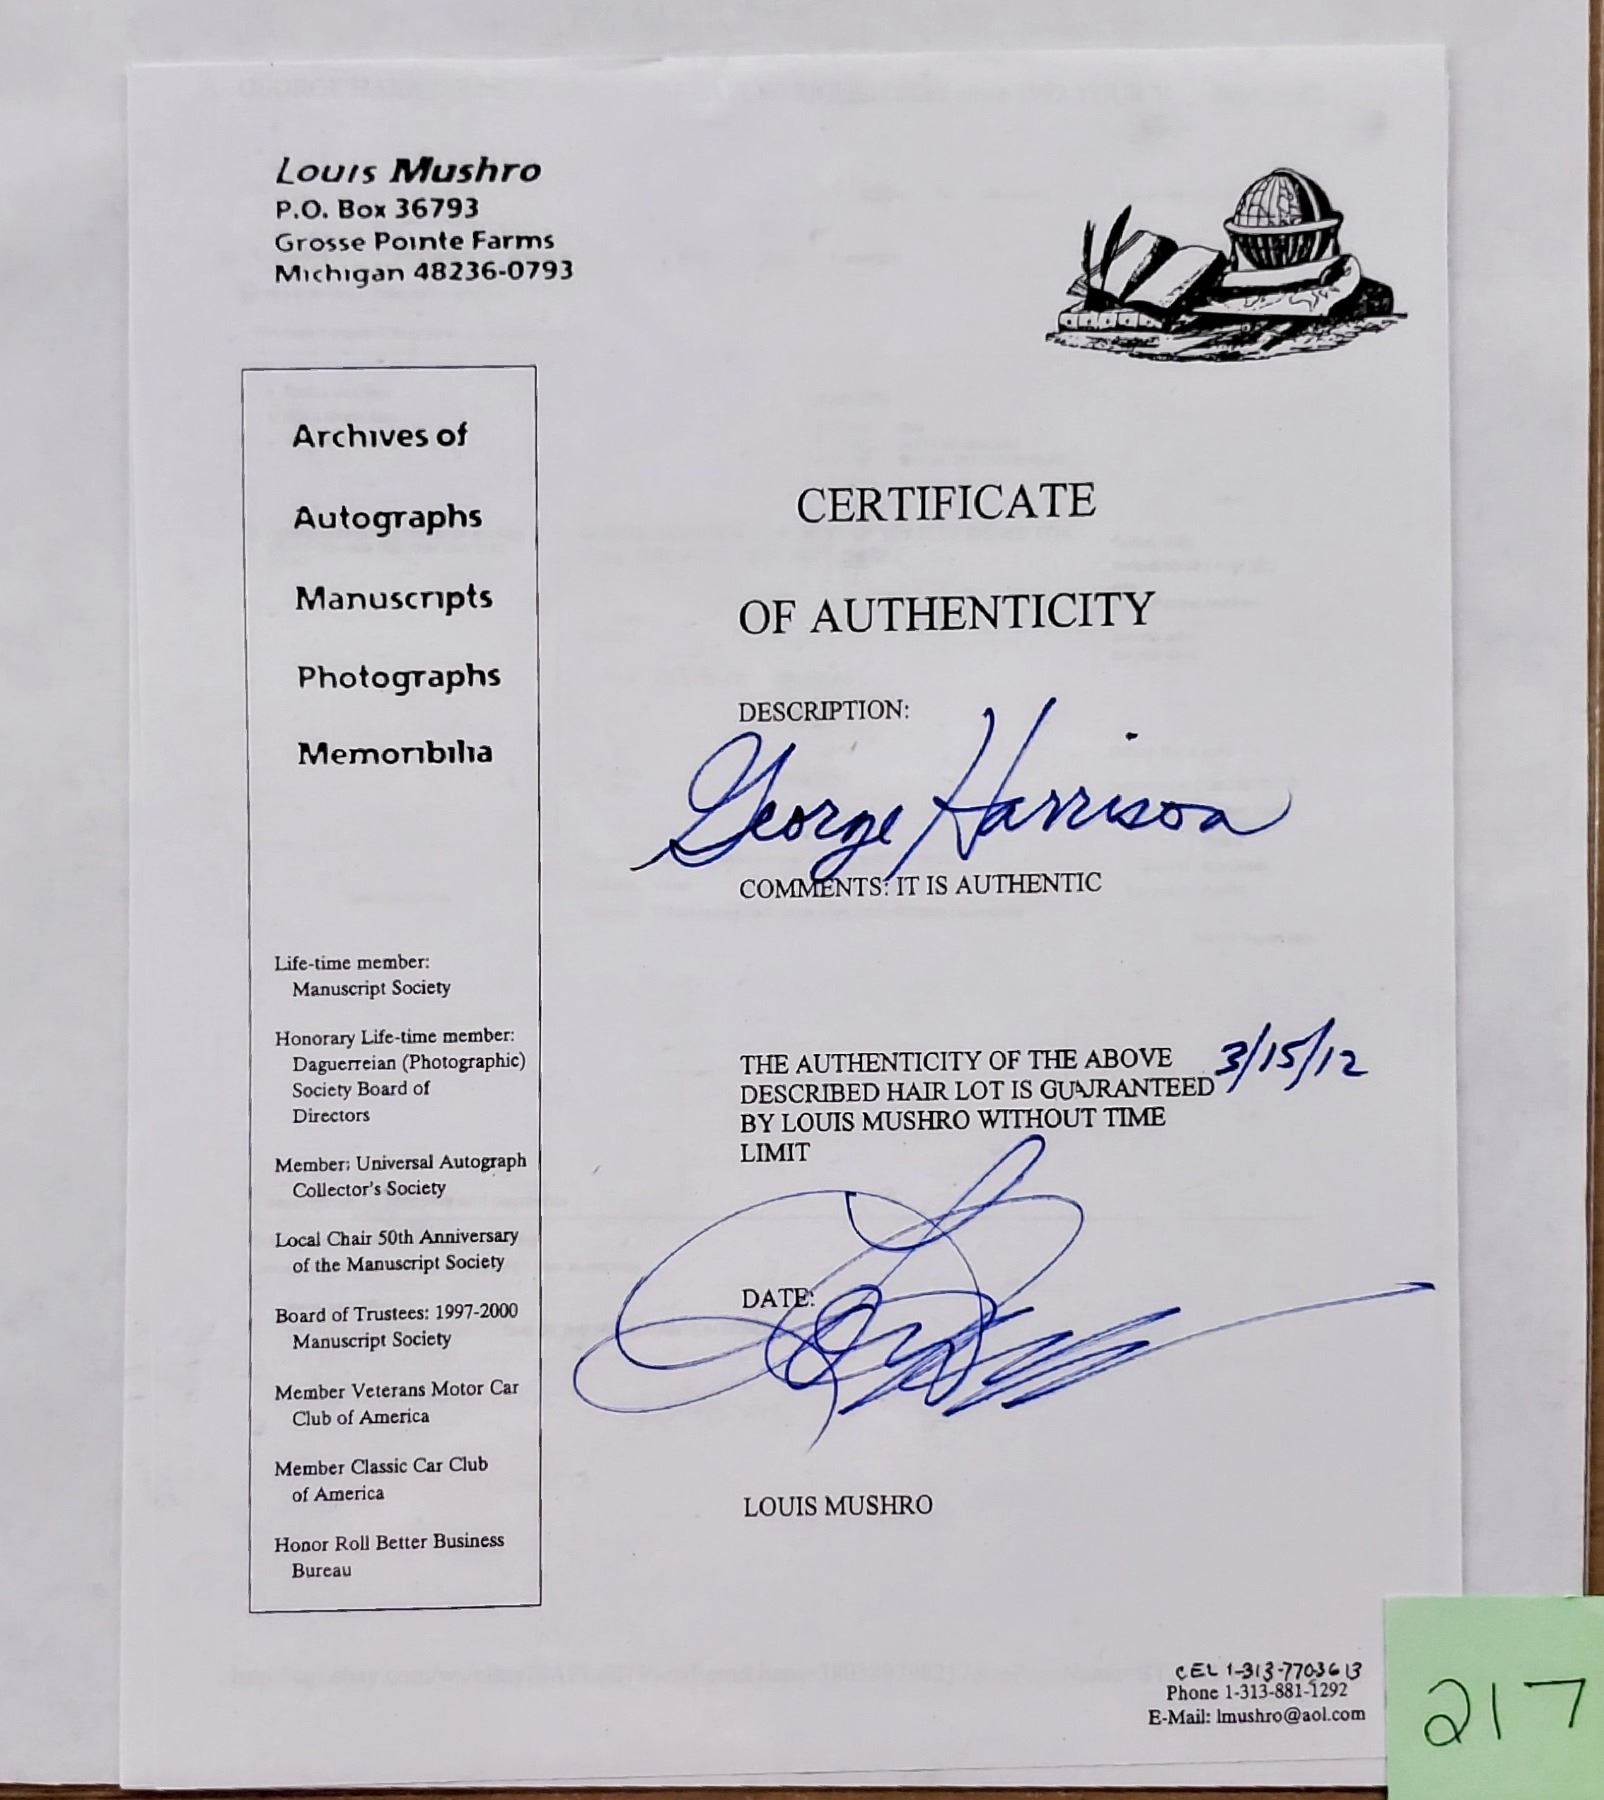 Louis Mushro
P.O. Box 36793
Grosse Pointe Farms
Michigan 48236-0793
Archives of
Autographs
Manuscripts
Photographs
Memoribilia
Life-time member:
Manuscript Society
Honorary Life-time member:
Daguerreian (Photographic)
Society Board of
Directors
Member: Universal Autograph
Collector's Society
Local Chair 50th Anniversary
of the Manuscript Society
Board of Trustees: 1997-2000
Manuscript Society
Member Veterans Motor Car
Club of America
Member Classic Car Club
of America
Honor Roll Better Business
Bureau
CERTIFICATE
OF AUTHENTICITY
DESCRIPTION:
George Harrison
COMMENTS: IT IS AUTHENTIC
THE AUTHENTICITY OF THE ABOVE 3/15/12
DESCRIBED HAIR LOT IS GUARANTEED
BY LOUIS MUSHRO WITHOUT TIME
LIMIT
DATE:
LOUIS MUSHRO
CEL 1-313-7703613
Phone 1-313-881-1292
E-Mail: lmushro@aol.com
217